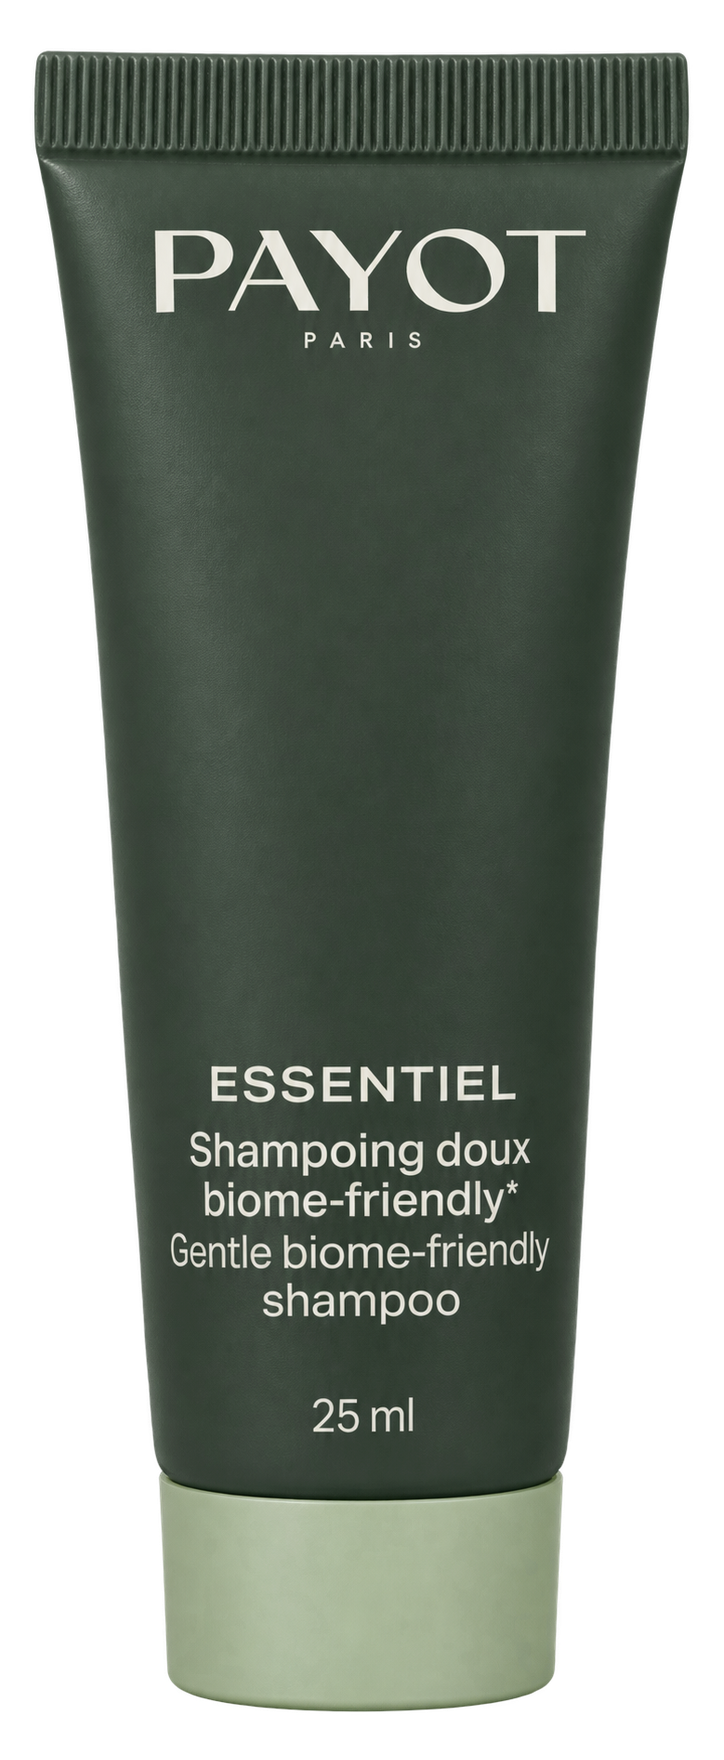 PAYOT
PARIS
ESSENTIEL
Shampoing doux
biome-friendly*
Gentle biome-friendly
shampoo
25 ml